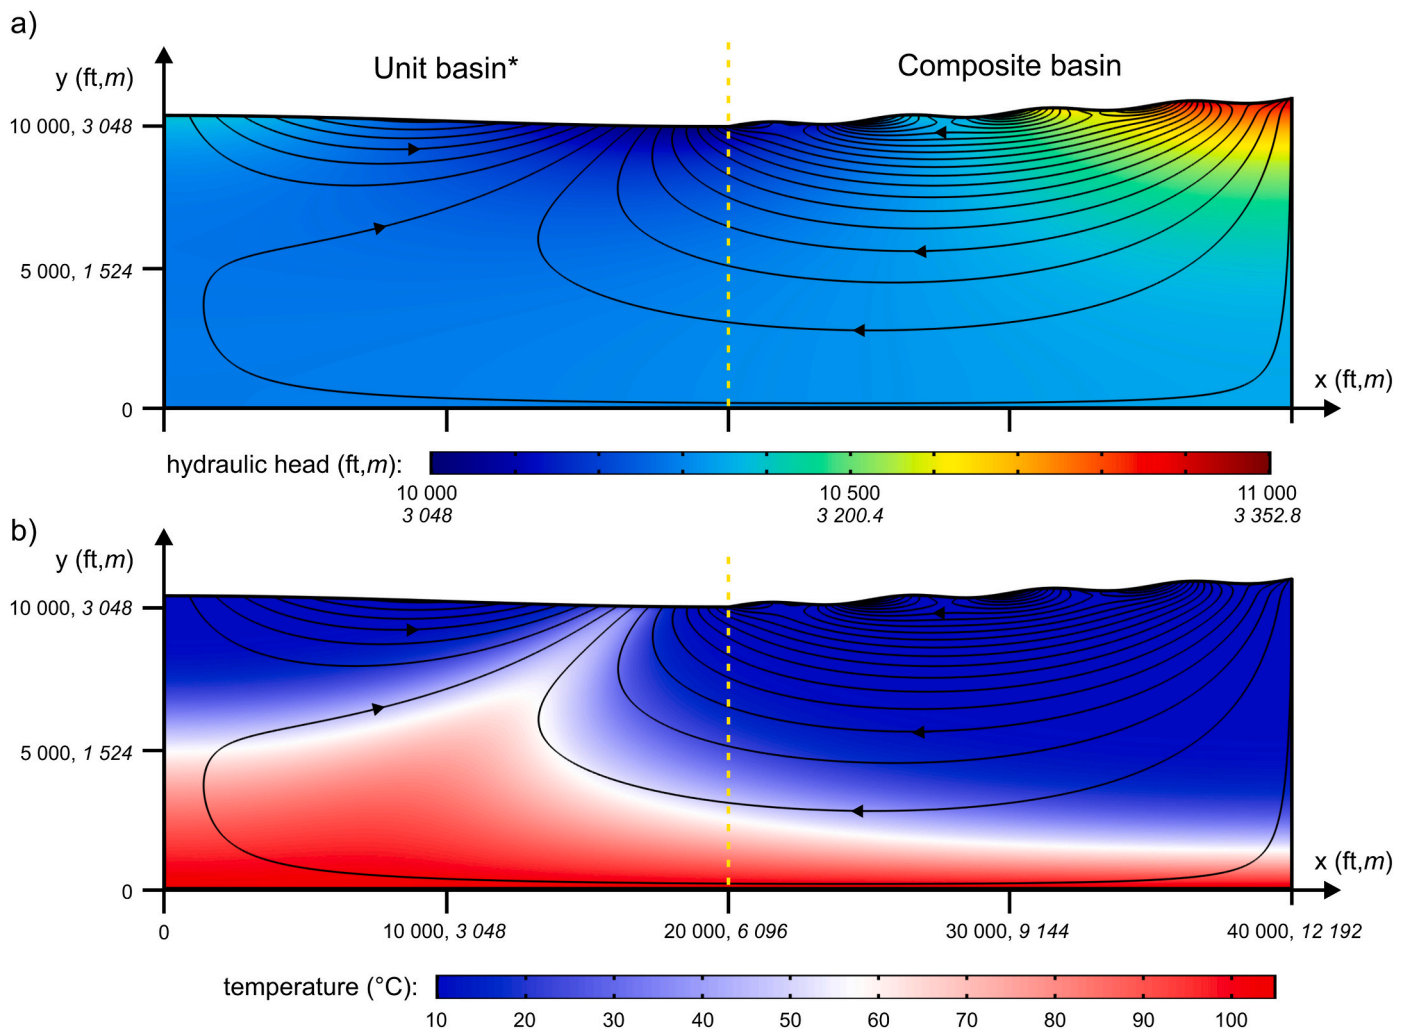 a)
y (ft,m)
Unit basin*
Composite basin
10 000, 3 048
5 000, 1 524
0
x (ft,m)
hydraulic head (ft,m):
10 000
3 048
10 500
3 200.4
11 000
3 352.8
b)
y (ft,m)
10 000, 3 048
5 000, 1 524
0
x (ft,m)
0
10 000, 3 048
20 000, 6 096
30 000, 9 144
40 000, 12 192
temperature (°C):
10 20 30 40 50 60 70 80 90 100